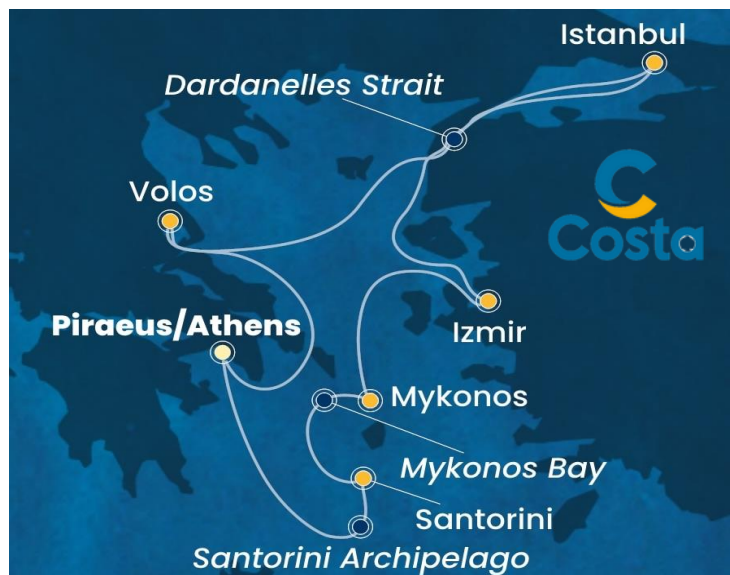 Istanbul
Dardanelles Strait
Volos
Costa
Piraeus/Athens
Izmir
Mykonos
Mykonos Bay
Santorini
Santorini Archipelago